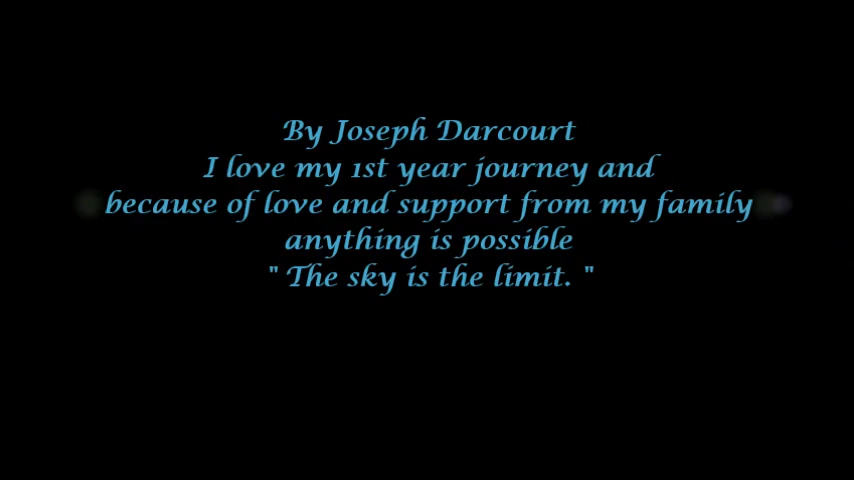 By Joseph Darcourt
I love my 1st year journey and
because of love and support from my family
anything is possible
" The sky is the limit. "